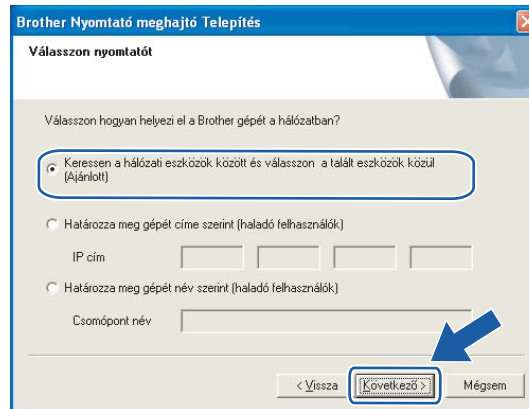 Brother Nyomtató meghajtó Telepítés
Válasszon nyomtatót
Válasszon hogyan helyezi el a Brother gépét a hálózatban?
Keressen a hálózati eszközök között és válasszon a talált eszközök közül
(Ajánlott)
Határozza meg gépét címe szerint (haladó felhasználók)
IP cím
Határozza meg gépét név szerint (haladó felhasználók)
Csomópont név
< Vissza Következő > Mégsem